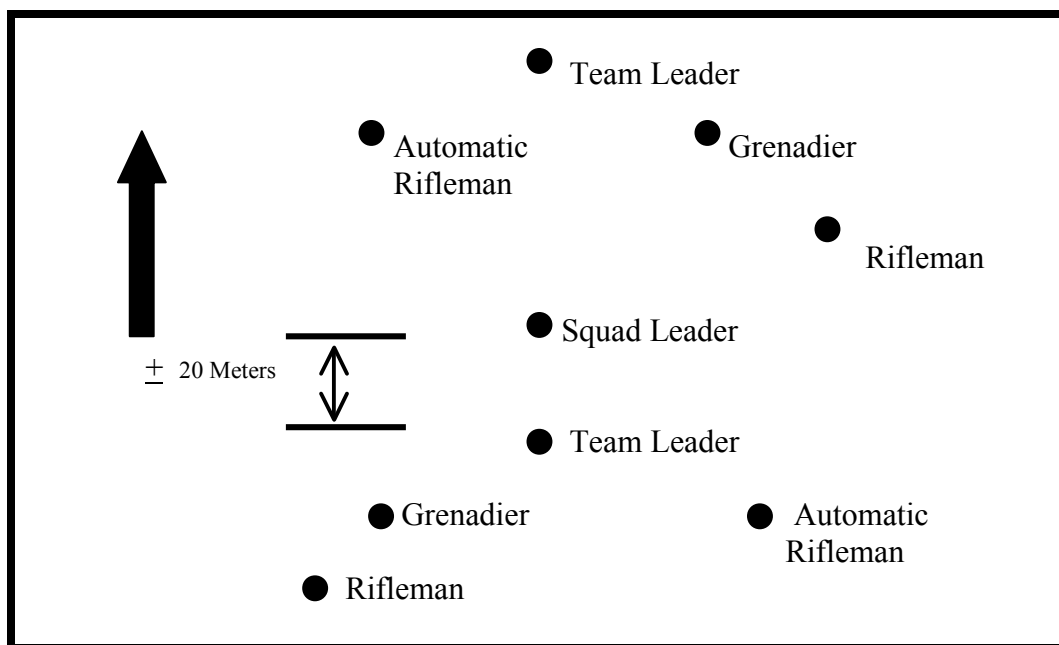 Team Leader
Automatic
Rifleman
Grenadier
Rifleman
Squad Leader
± 20 Meters
Team Leader
Grenadier
Automatic
Rifleman
Rifleman